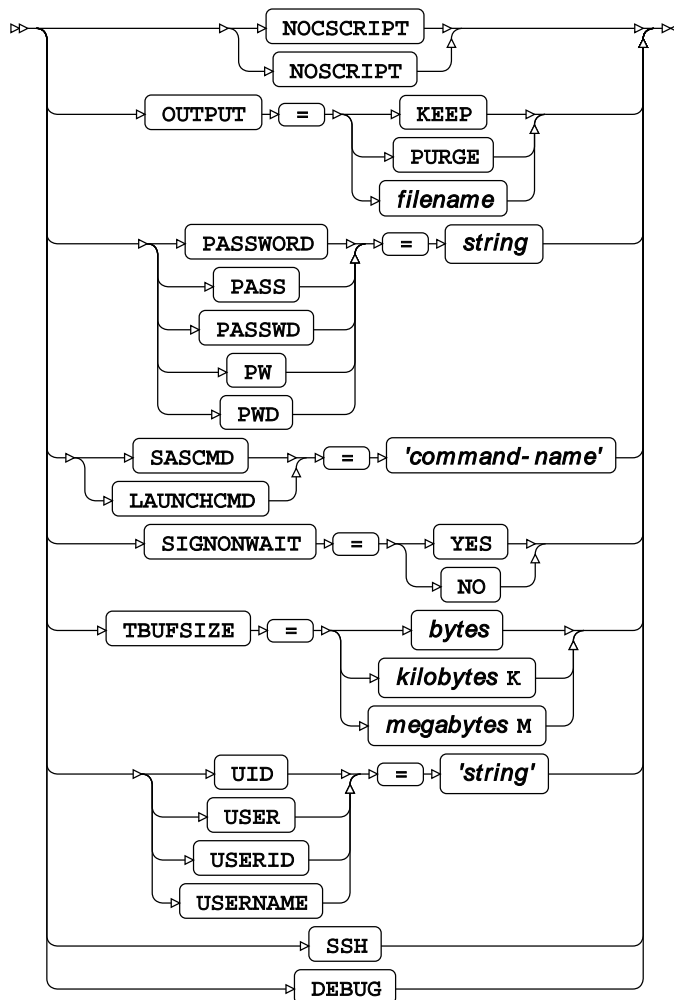 NOCSCRIPT
NOSCRIPT
OUTPUT = KEEP
PURGE
filename
PASSWORD = string
PASS
PASSWD
PW
PWD
SASCMD = 'command-name'
LAUNCHCMD
SIGNONWAIT = YES
NO
TBUFSIZE = bytes
kilobytes K
megabytes M
UID = 'string'
USER
USERID
USERNAME
SSH
DEBUG